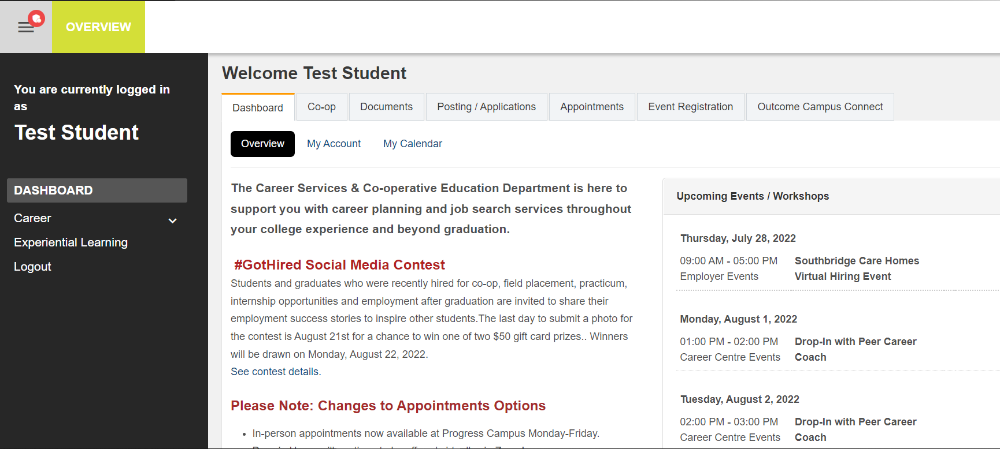 OVERVIEW
You are currently logged in
as
Test Student
DASHBOARD
Career
Experiential Learning
Logout
Welcome Test Student
Dashboard
Co-op
Documents
Posting / Applications
Appointments
Event Registration
Outcome Campus Connect
Overview
My Account
My Calendar
The Career Services & Co-operative Education Department is here to
support you with career planning and job search services throughout
your college experience and beyond graduation.
#GotHired Social Media Contest
Students and graduates who were recently hired for co-op, field placement, practicum,
internship opportunities and employment after graduation are invited to share their
employment success stories to inspire other students.The last day to submit a photo for
the contest is August 21st for a chance to win one of two $50 gift card prizes.. Winners
will be drawn on Monday, August 22, 2022.
See contest details.
Please Note: Changes to Appointments Options
• In-person appointments now available at Progress Campus Monday-Friday.
Upcoming Events / Workshops
Thursday, July 28, 2022
09:00 AM - 05:00 PM Southbridge Care Homes
Employer Events Virtual Hiring Event
Monday, August 1, 2022
01:00 PM - 02:00 PM Drop-In with Peer Career
Career Centre Events Coach
Tuesday, August 2, 2022
02:00 PM - 03:00 PM Drop-In with Peer Career
Career Centre Events Coach